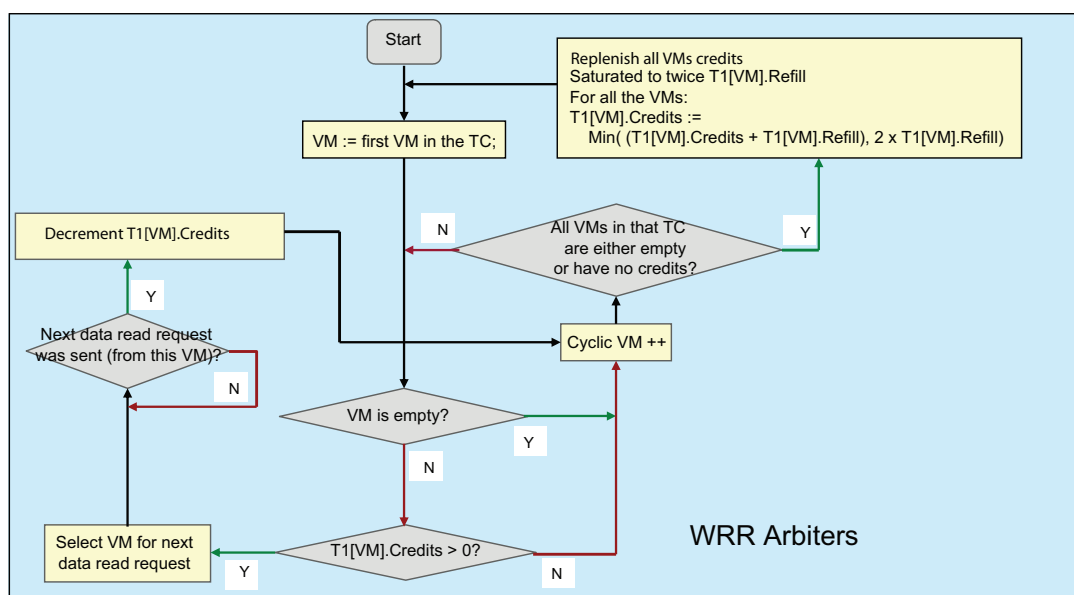 Start
Replenish all VMs credits
Saturated to twice T1[VM].Refill
For all the VMs:
T1[VM].Credits :=
Min( (T1[VM].Credits + T1[VM].Refill), 2 x T1[VM].Refill)
VM := first VM in the TC;
Decrement T1[VM].Credits
N
All VMs in that TC
are either empty
or have no credits?
Y
Y
Next data read request
was sent (from this VM)?
N
Cyclic VM ++
VM is empty?
Y
N
WRR Arbiters
Select VM for next
data read request
Y
T1[VM].Credits > 0?
N